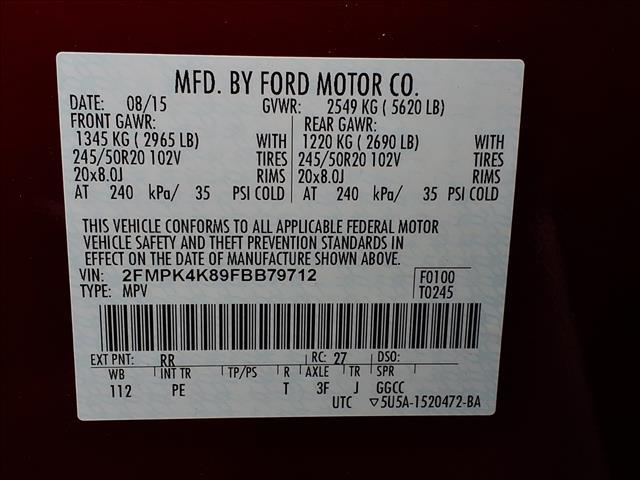 MFD. BY FORD MOTOR CO.
DATE: 08/15 GVWR: 2549 KG ( 5620 LB)
FRONT GAWR: REAR GAWR:
1345 KG ( 2965 LB) WITH 1220 KG ( 2690 LB) WITH
245/50R20 102V TIRES 245/50R20 102V TIRES
20x8.0J RIMS 20x8.0J RIMS
AT 240 kPa/ 35 PSI COLD AT 240 kPa/ 35 PSI COLD
THIS VEHICLE CONFORMS TO ALL APPLICABLE FEDERAL MOTOR
VEHICLE SAFETY AND THEFT PREVENTION STANDARDS IN
EFFECT ON THE DATE OF MANUFACTURE SHOWN ABOVE.
VIN: 2FMPK4K89FBB79712 F0100
TYPE: MPV T0245
EXT PNT: RR RC: 27 DSO:
WB INT TR TP/PS R AXLE TR SPR
112 PE T 3F J GGCC
UTC ▽5U5A-1520472-BA